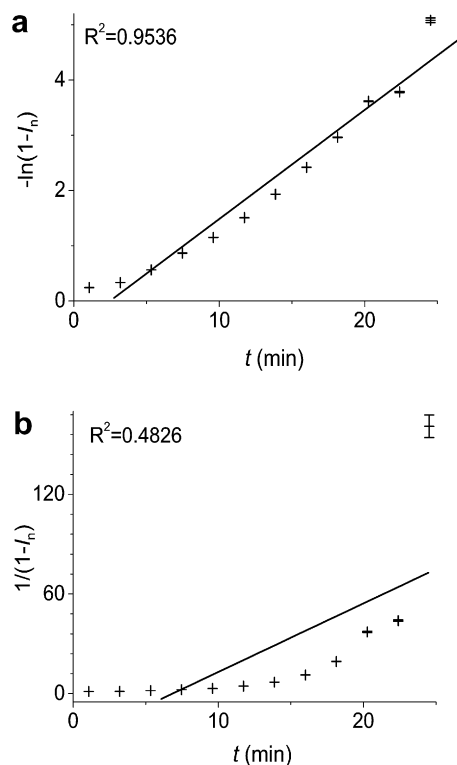 a
R²=0.9536
4
2
0
-ln(1-Iₙ)
0 10 20
t (min)
b
R²=0.4826
120
60
0
1/(1-Iₙ)
0 10 20
t (min)